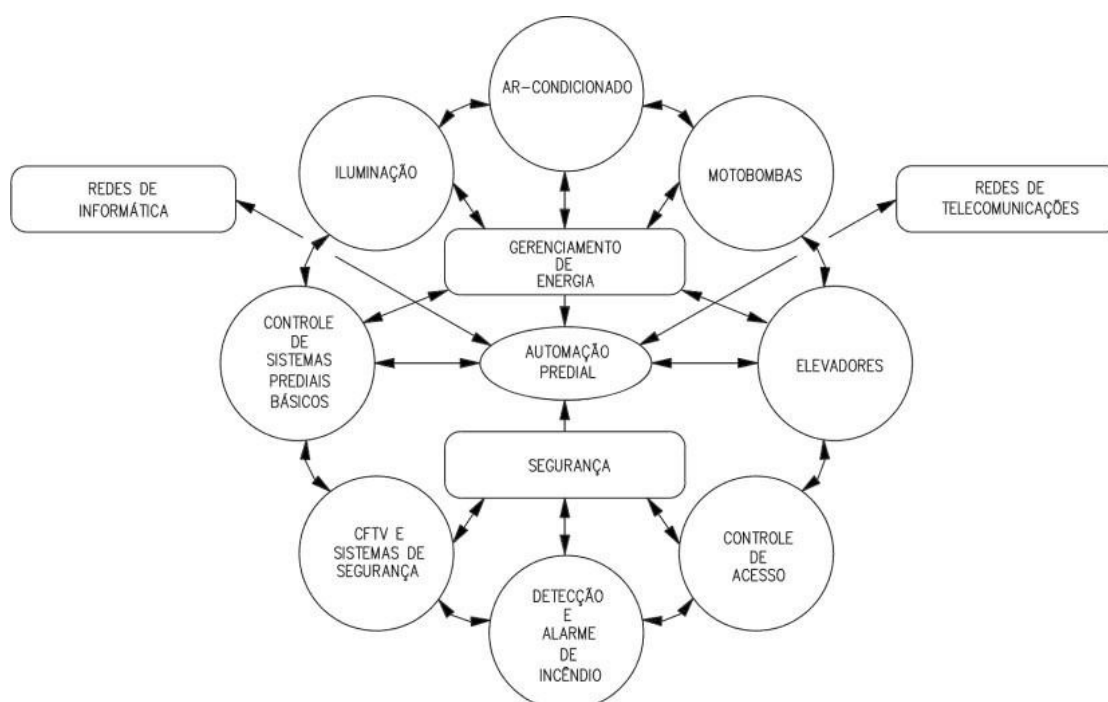 AR-CONDICIONADO
ILUMINAÇÃO
MOTOBOMBAS
REDES DE
INFORMÁTICA
REDES DE
TELECOMUNICAÇÕES
GERENCIAMENTO
DE
ENERGIA
CONTROLE
DE
SISTEMAS
PREDIAIS
BÁSICOS
AUTOMAÇÃO
PREDIAL
ELEVADORES
SEGURANÇA
CFTV E
SISTEMAS DE
SEGURANÇA
CONTROLE
DE
ACESSO
DETECÇÃO
E
ALARME
DE
INCÊNDIO